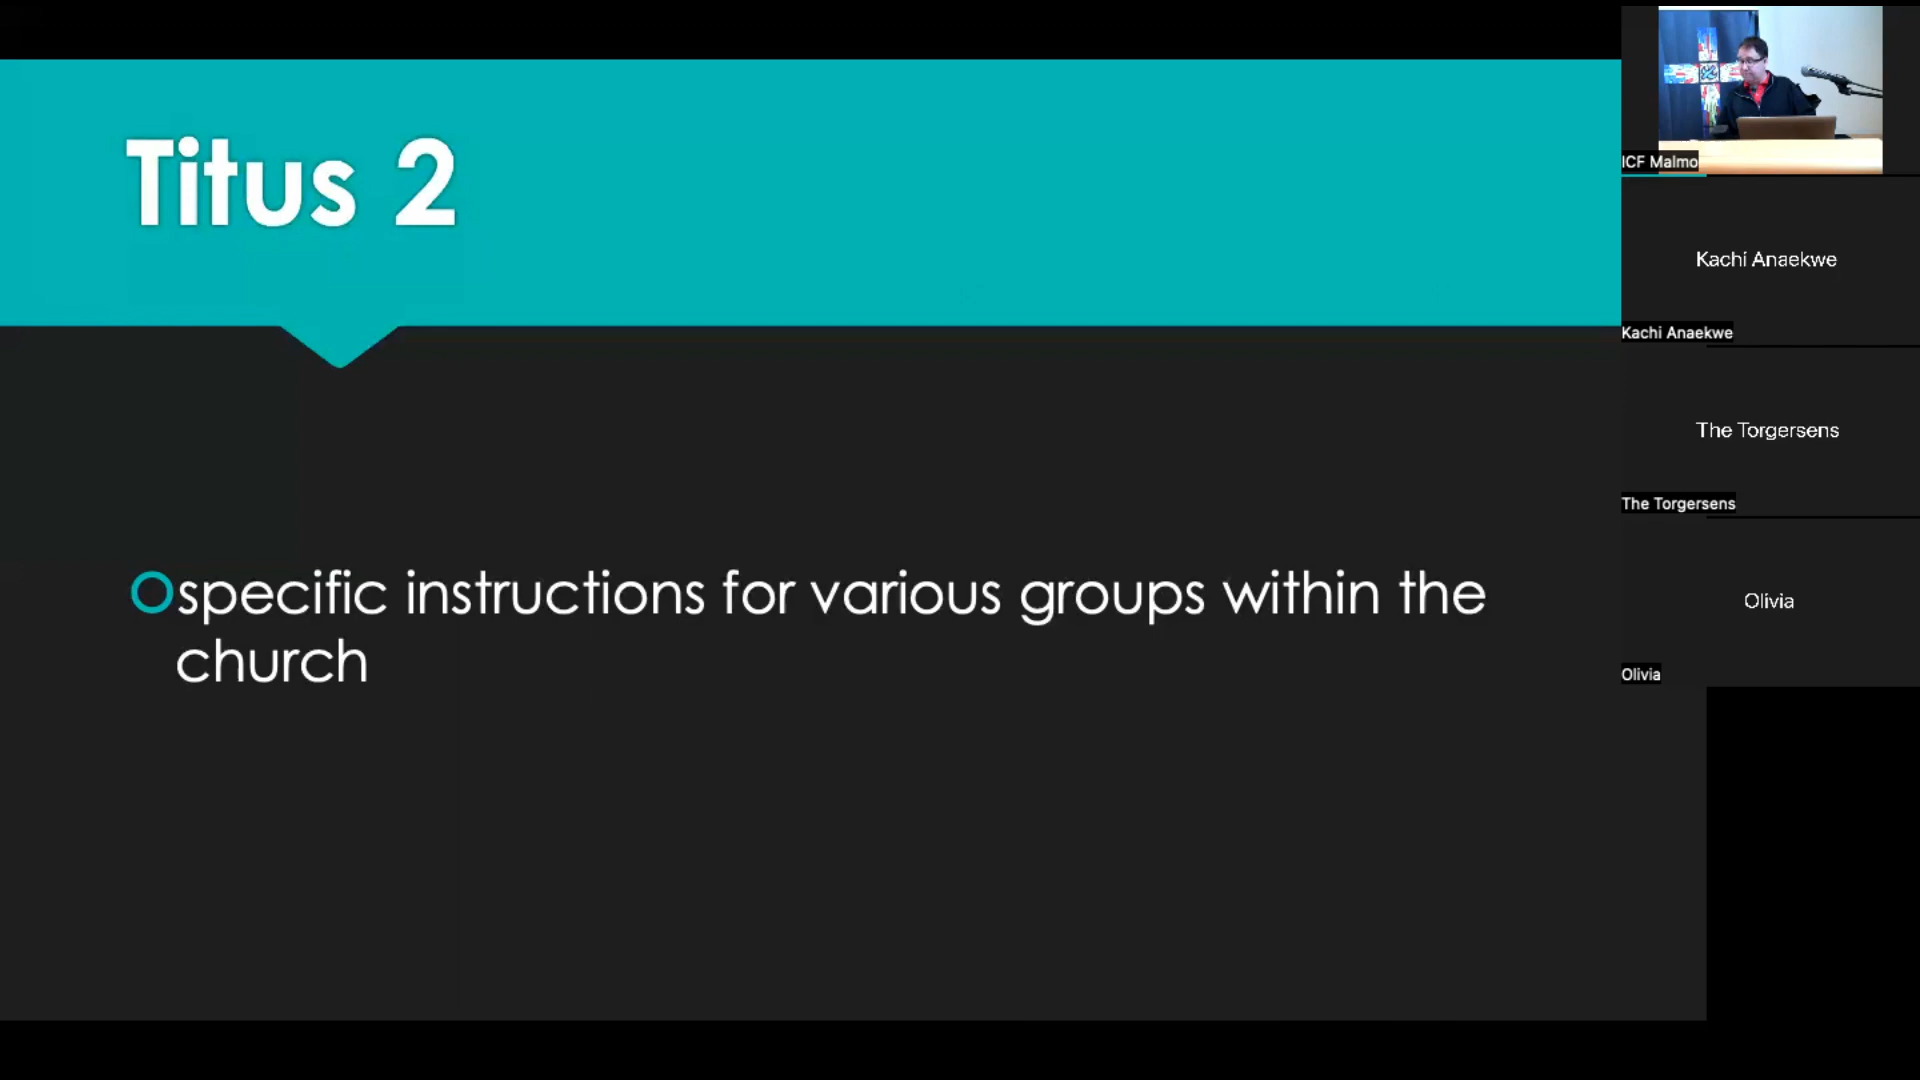 Titus 2
specific instructions for various groups within the
church
ICF Malmo
Kachi Anaekwe
Kachi Anaekwe
The Torgersens
The Torgersens
Olivia
Olivia